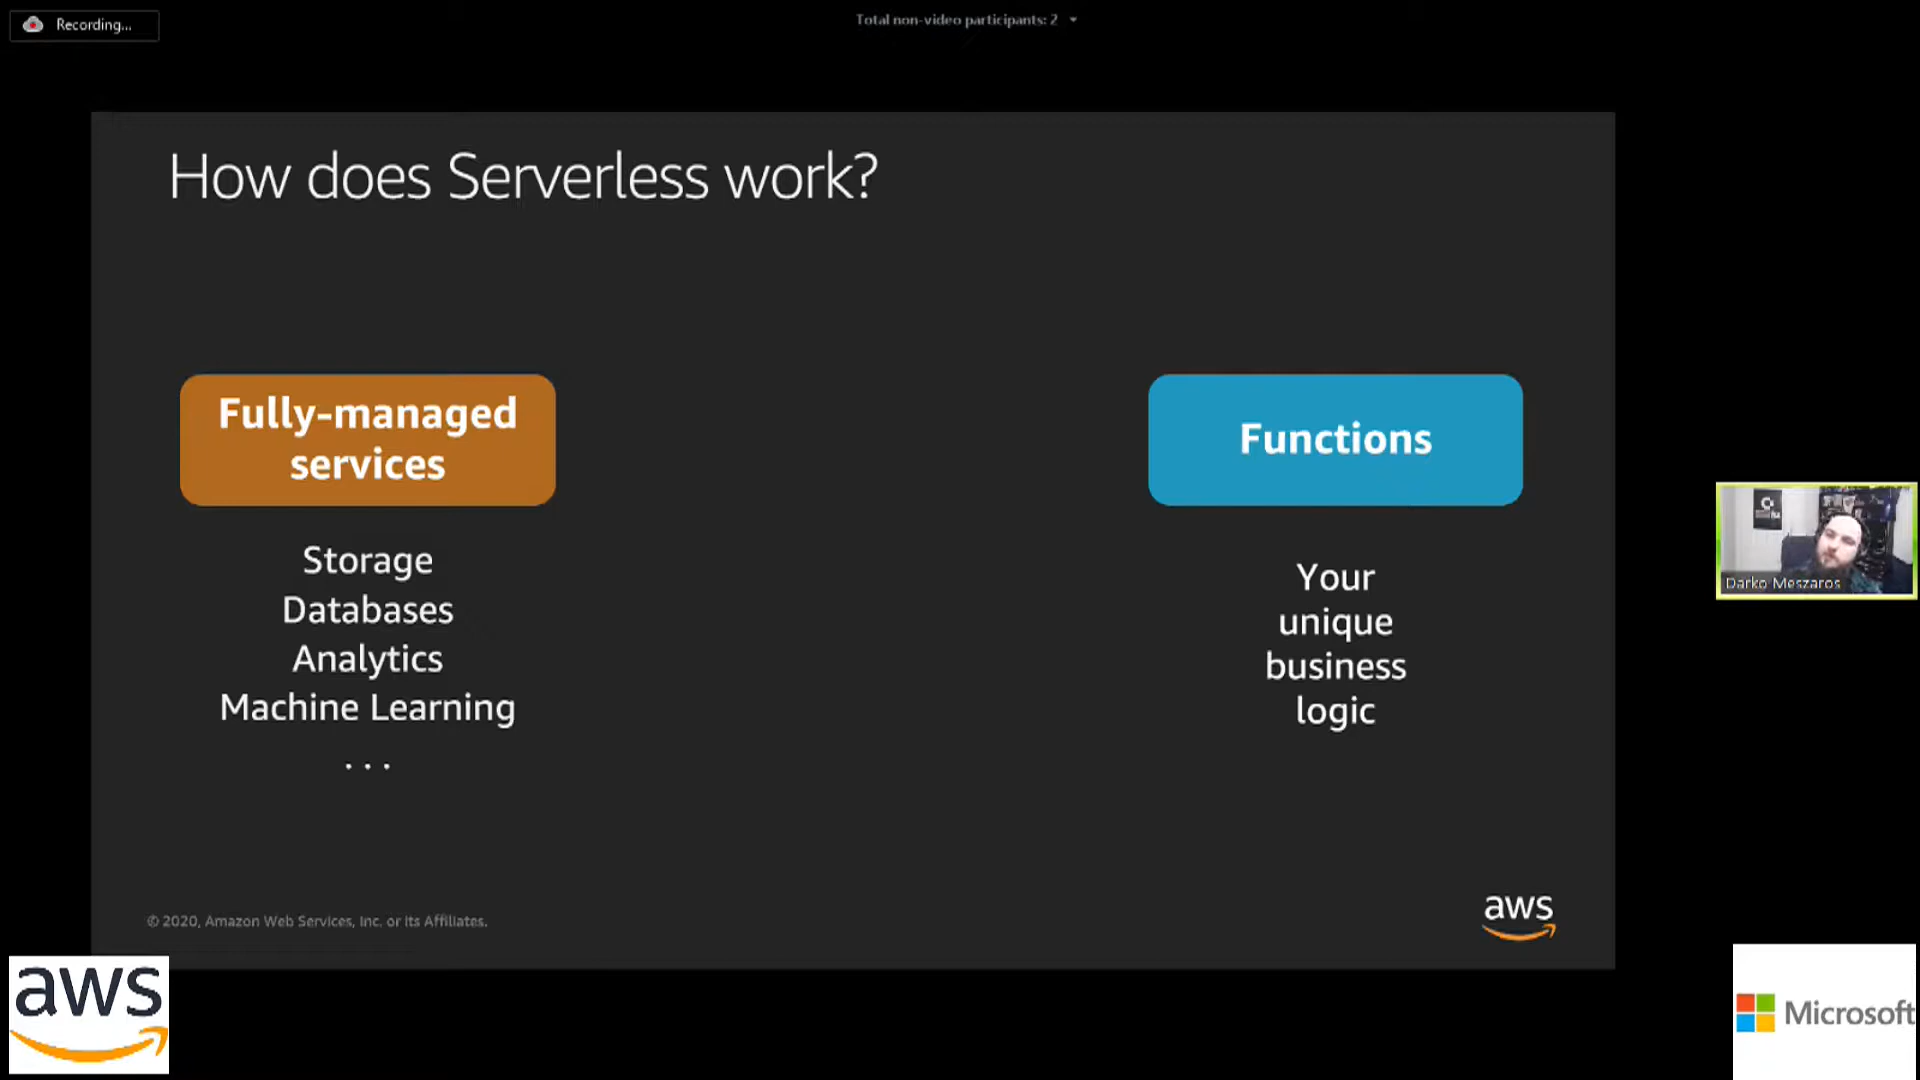 Recording...
Total non-video participants: 2
How does Serverless work?
Fully-managed
services
Storage
Databases
Analytics
Machine Learning
. . .
Functions
Your
unique
business
logic
Darko Meszaros
© 2020, Amazon Web Services, Inc. or its Affiliates.
aws
aws
Microsoft